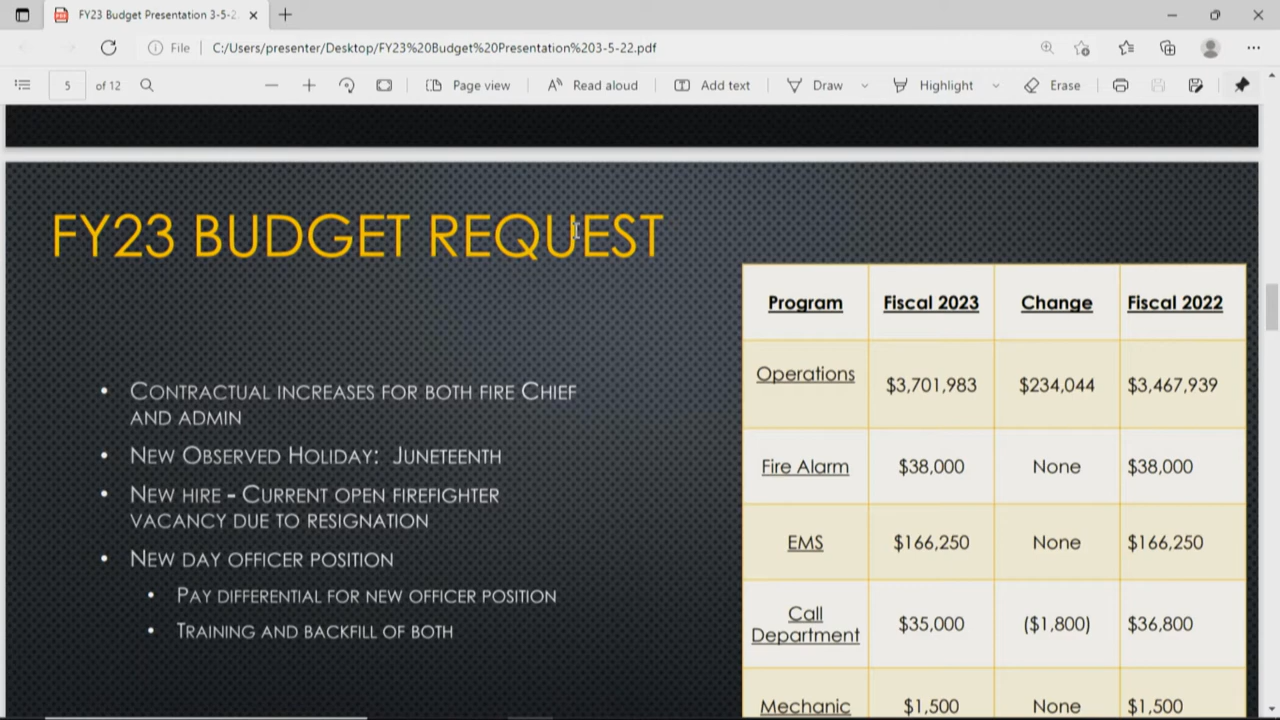 FY23 Budget Presentation 3-5-2
File
C:/Users/presenter/Desktop/FY23%20Budget%20Presentation%203-5-22.pdf
5 of 12
Page view
Read aloud
Add text
Draw
Highlight
Erase
FY23 BUDGET REQUEST
• CONTRACTUAL INCREASES FOR BOTH FIRE CHIEF
AND ADMIN
• NEW OBSERVED HOLIDAY: JUNETEENTH
• NEW HIRE - CURRENT OPEN FIREFIGHTER
VACANCY DUE TO RESIGNATION
• NEW DAY OFFICER POSITION
• PAY DIFFERENTIAL FOR NEW OFFICER POSITION
• TRAINING AND BACKFILL OF BOTH
Program Fiscal 2023 Change Fiscal 2022
Operations $3,701,983 $234,044 $3,467,939
Fire Alarm $38,000 None $38,000
EMS $166,250 None $166,250
Call
Department $35,000 ($1,800) $36,800
Mechanic $1,500 None $1,500